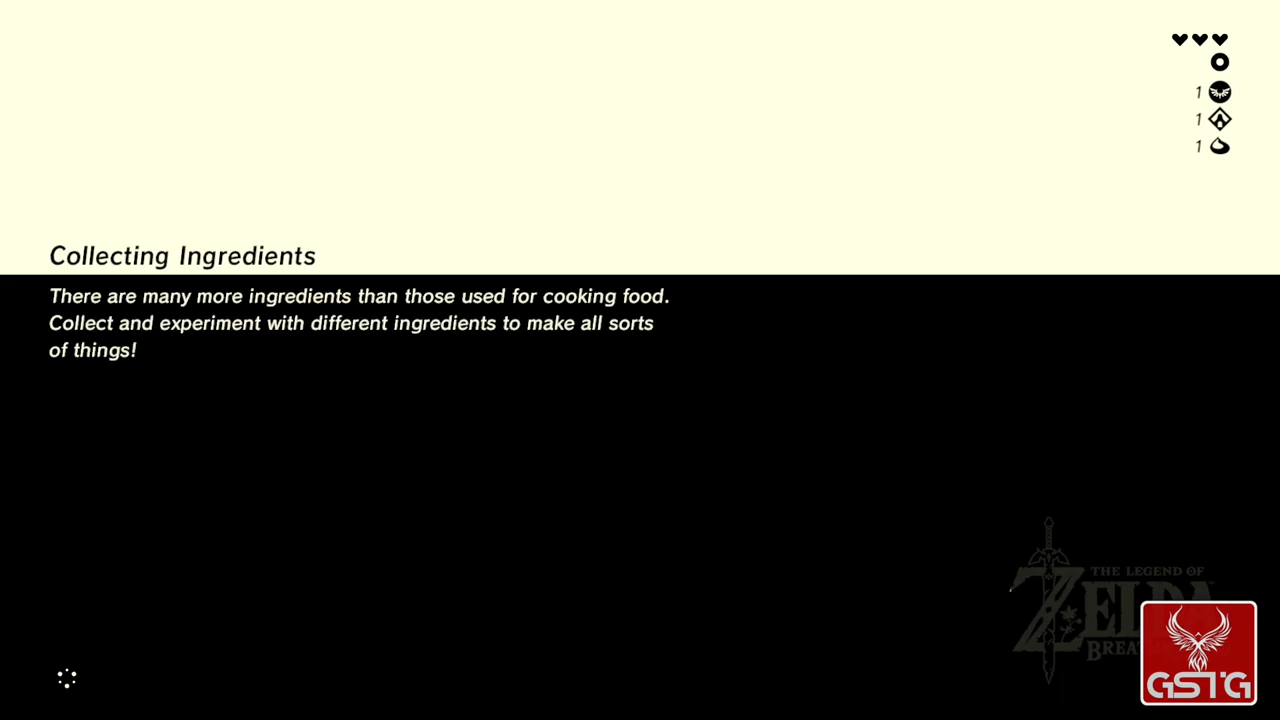 1
1
1
Collecting Ingredients
There are many more ingredients than those used for cooking food.
Collect and experiment with different ingredients to make all sorts
of things!
THE LEGEND OF
ZELDA
BREA
GSTG